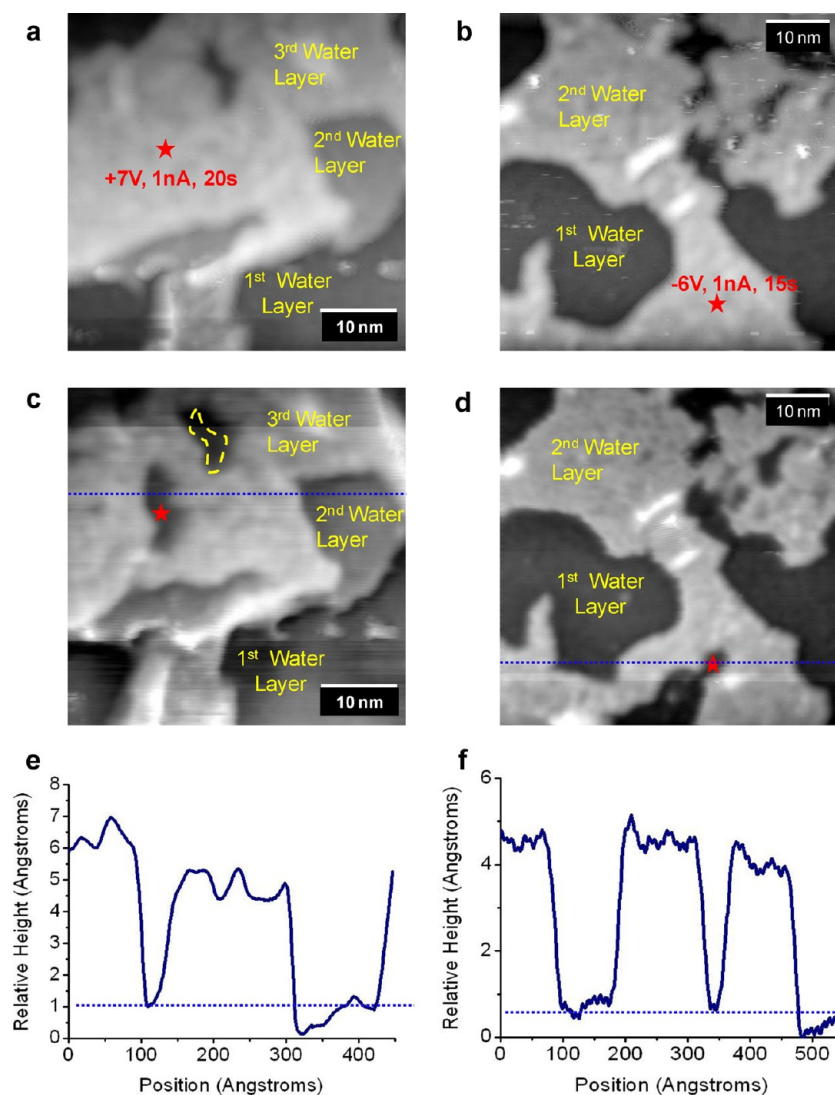 a
3rd Water
Layer
2nd Water
Layer
+7V, 1nA, 20s
1st Water
Layer
10 nm
b
10 nm
2nd Water
Layer
1st Water
Layer
-6V, 1nA, 15s
c
3rd Water
Layer
2nd Water
Layer
1st Water
Layer
10 nm
d
10 nm
2nd Water
Layer
1st Water
Layer
e
Relative Height (Angstroms)
8
7
6
5
4
3
2
1
0
0 100 200 300 400
Position (Angstroms)
f
Relative Height (Angstroms)
6
4
2
0
0 100 200 300 400 500
Position (Angstroms)